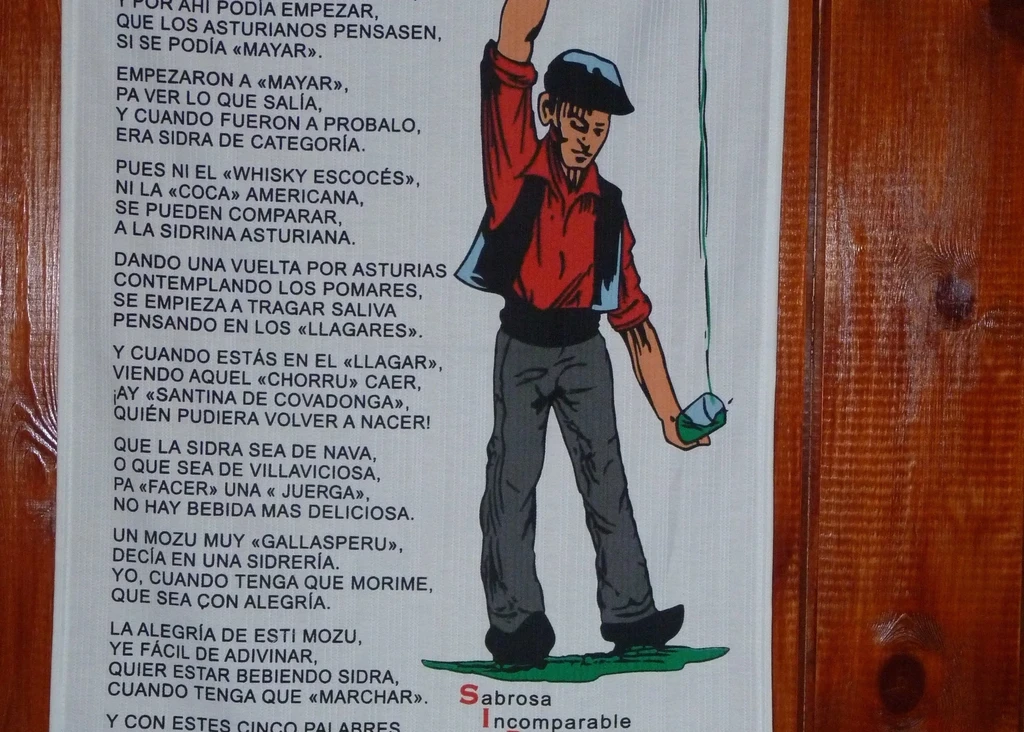 Y POR AHÍ PODÍA EMPEZAR,
QUE LOS ASTURIANOS PENSASEN,
SI SE PODÍA «MAYAR».
EMPEZARON A «MAYAR»,
PA VER LO QUE SALÍA,
Y CUANDO FUERON A PROBALO,
ERA SIDRA DE CATEGORÍA.
PUES NI EL «WHISKY ESCOCÉS»,
NI LA «COCA» AMERICANA,
SE PUEDEN COMPARAR,
A LA SIDRINA ASTURIANA.
DANDO UNA VUELTA POR ASTURIAS
CONTEMPLANDO LOS POMARES,
SE EMPIEZA A TRAGAR SALIVA
PENSANDO EN LOS «LLAGARES».
Y CUANDO ESTÁS EN EL «LLAGAR»,
VIENDO AQUEL «CHORRU» CAER,
¡AY «SANTINA DE COVADONGA»,
QUIÉN PUDIERA VOLVER A NACER!
QUE LA SIDRA SEA DE NAVA,
O QUE SEA DE VILLAVICIOSA,
PA «FACER» UNA « JUERGA»,
NO HAY BEBIDA MAS DELICIOSA.
UN MOZU MUY «GALLASPERU»,
DECÍA EN UNA SIDRERÍA.
YO, CUANDO TENGA QUE MORIME,
QUE SEA CON ALEGRÍA.
LA ALEGRÍA DE ESTI MOZU,
YE FÁCIL DE ADIVINAR,
QUIER ESTAR BEBIENDO SIDRA,
CUANDO TENGA QUE «MARCHAR».
Y CON ESTES CINCO PALABRES
Sabrosa
Incomparable